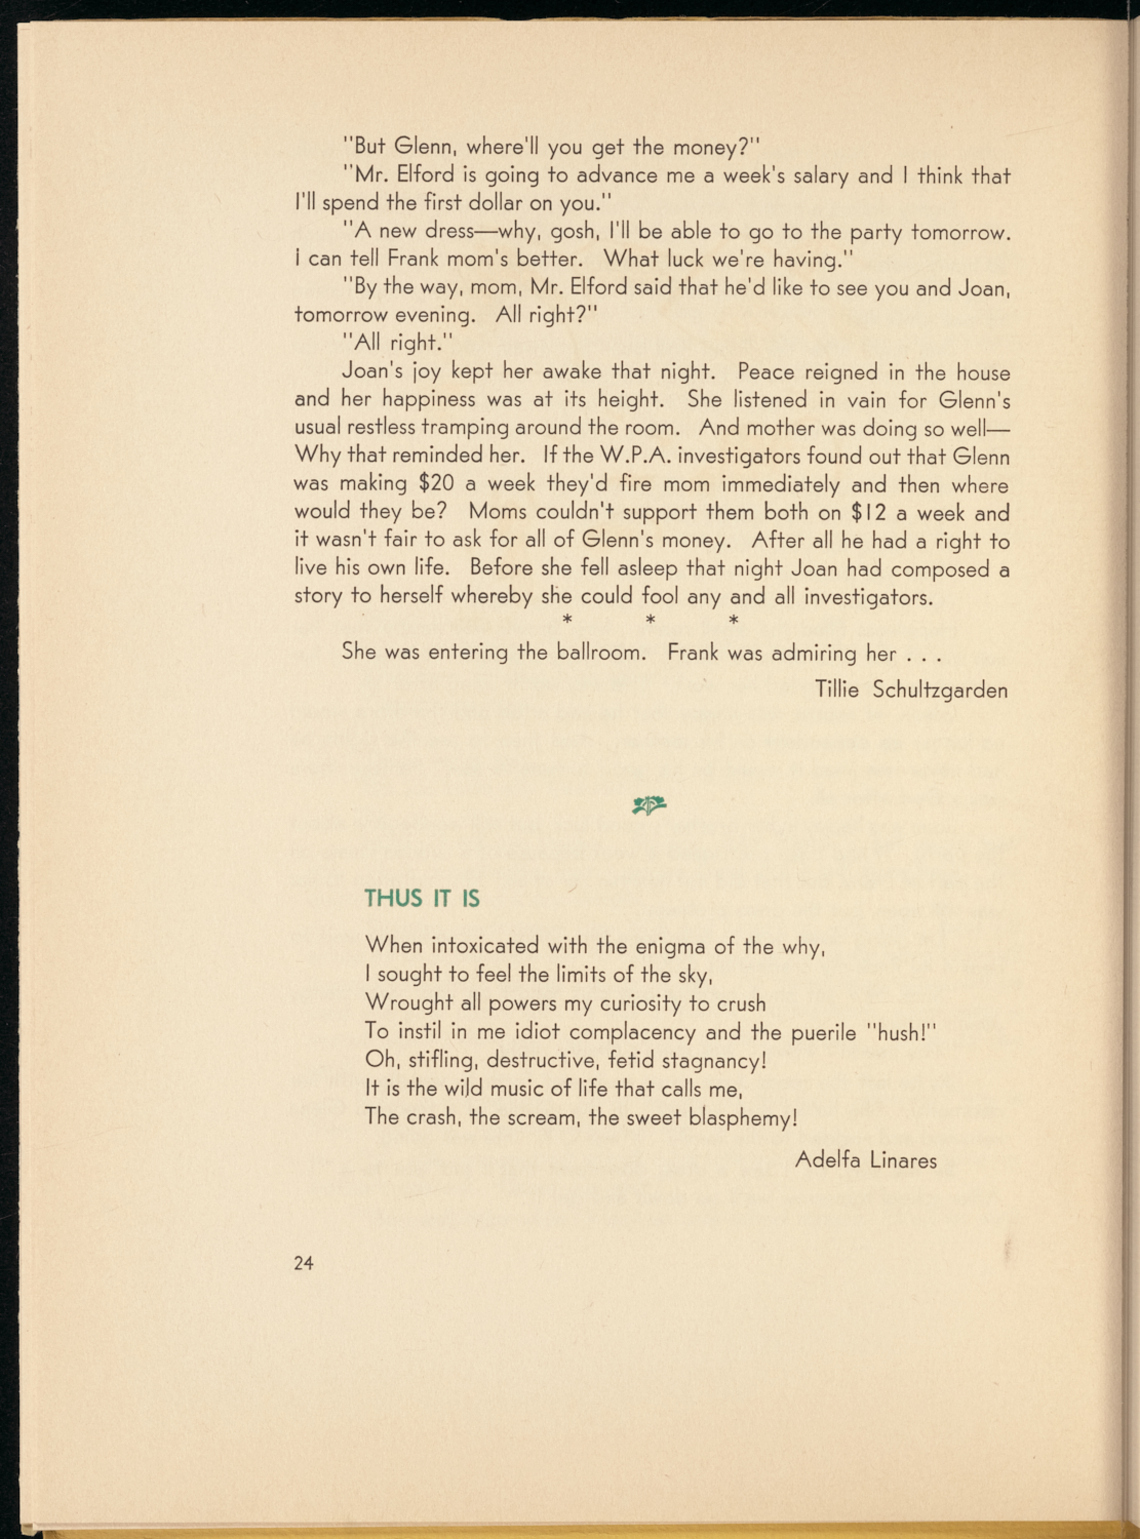 "But Glenn, where'll you get the money?"
"Mr. Elford is going to advance me a week's salary and I think that
I'll spend the first dollar on you."
"A new dress—why, gosh, I'll be able to go to the party tomorrow.
I can tell Frank mom's better. What luck we're having."
"By the way, mom, Mr. Elford said that he'd like to see you and Joan,
tomorrow evening. All right?"
"All right."
Joan's joy kept her awake that night. Peace reigned in the house
and her happiness was at its height. She listened in vain for Glenn's
usual restless tramping around the room. And mother was doing so well—
Why that reminded her. If the W.P.A. investigators found out that Glenn
was making $20 a week they'd fire mom immediately and then where
would they be? Moms couldn't support them both on $12 a week and
it wasn't fair to ask for all of Glenn's money. After all he had a right to
live his own life. Before she fell asleep that night Joan had composed a
story to herself whereby she could fool any and all investigators.
* * *
She was entering the ballroom. Frank was admiring her . . .
Tillie Schultzgarden
THUS IT IS
When intoxicated with the enigma of the why,
I sought to feel the limits of the sky,
Wrought all powers my curiosity to crush
To instil in me idiot complacency and the puerile "hush!"
Oh, stifling, destructive, fetid stagnancy!
It is the wild music of life that calls me,
The crash, the scream, the sweet blasphemy!
Adelfa Linares
24